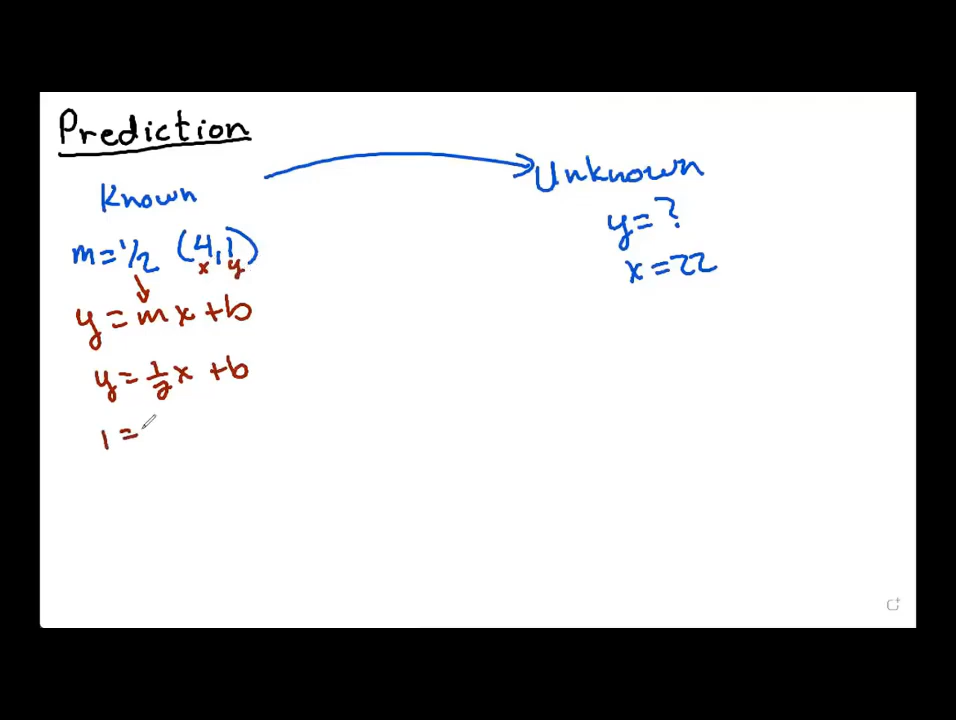 Prediction
Known
Unknown
m=1/2 (4,1)
x y
y=?
x=22
y=mx+b
y=1/2x+b
1=